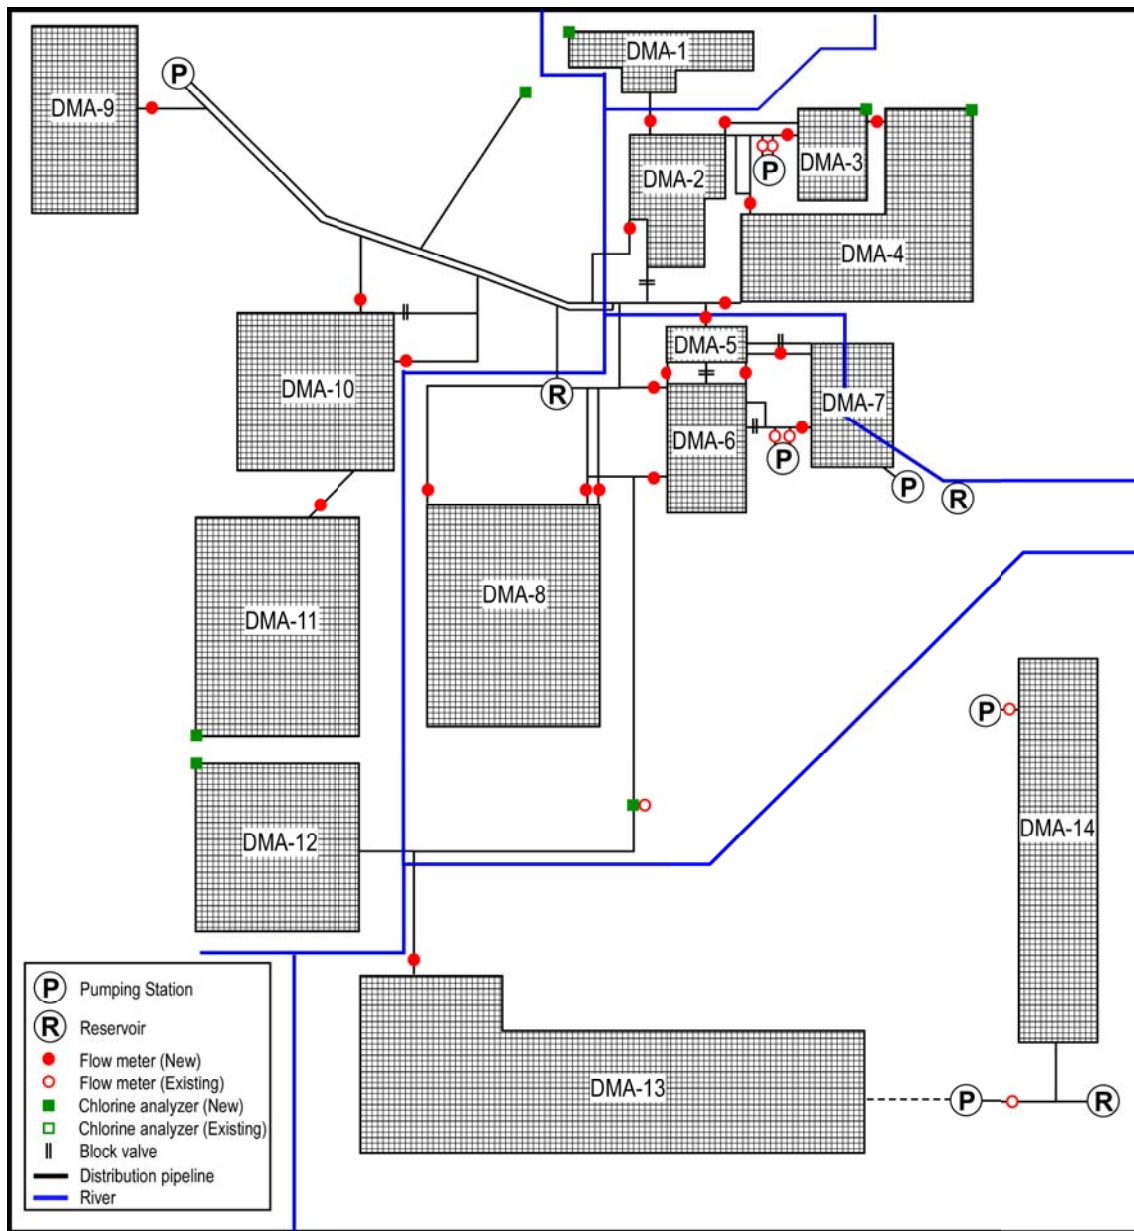 DMA-1
DMA-9
P
DMA-2
P
DMA-3
DMA-4
DMA-5
DMA-10
R
DMA-7
DMA-6
P
P
R
DMA-8
DMA-11
P
DMA-12
DMA-14
P Pumping Station
R Reservoir
Flow meter (New)
Flow meter (Existing)
Chlorine analyzer (New)
Chlorine analyzer (Existing)
Block valve
Distribution pipeline
River
DMA-13
P
R